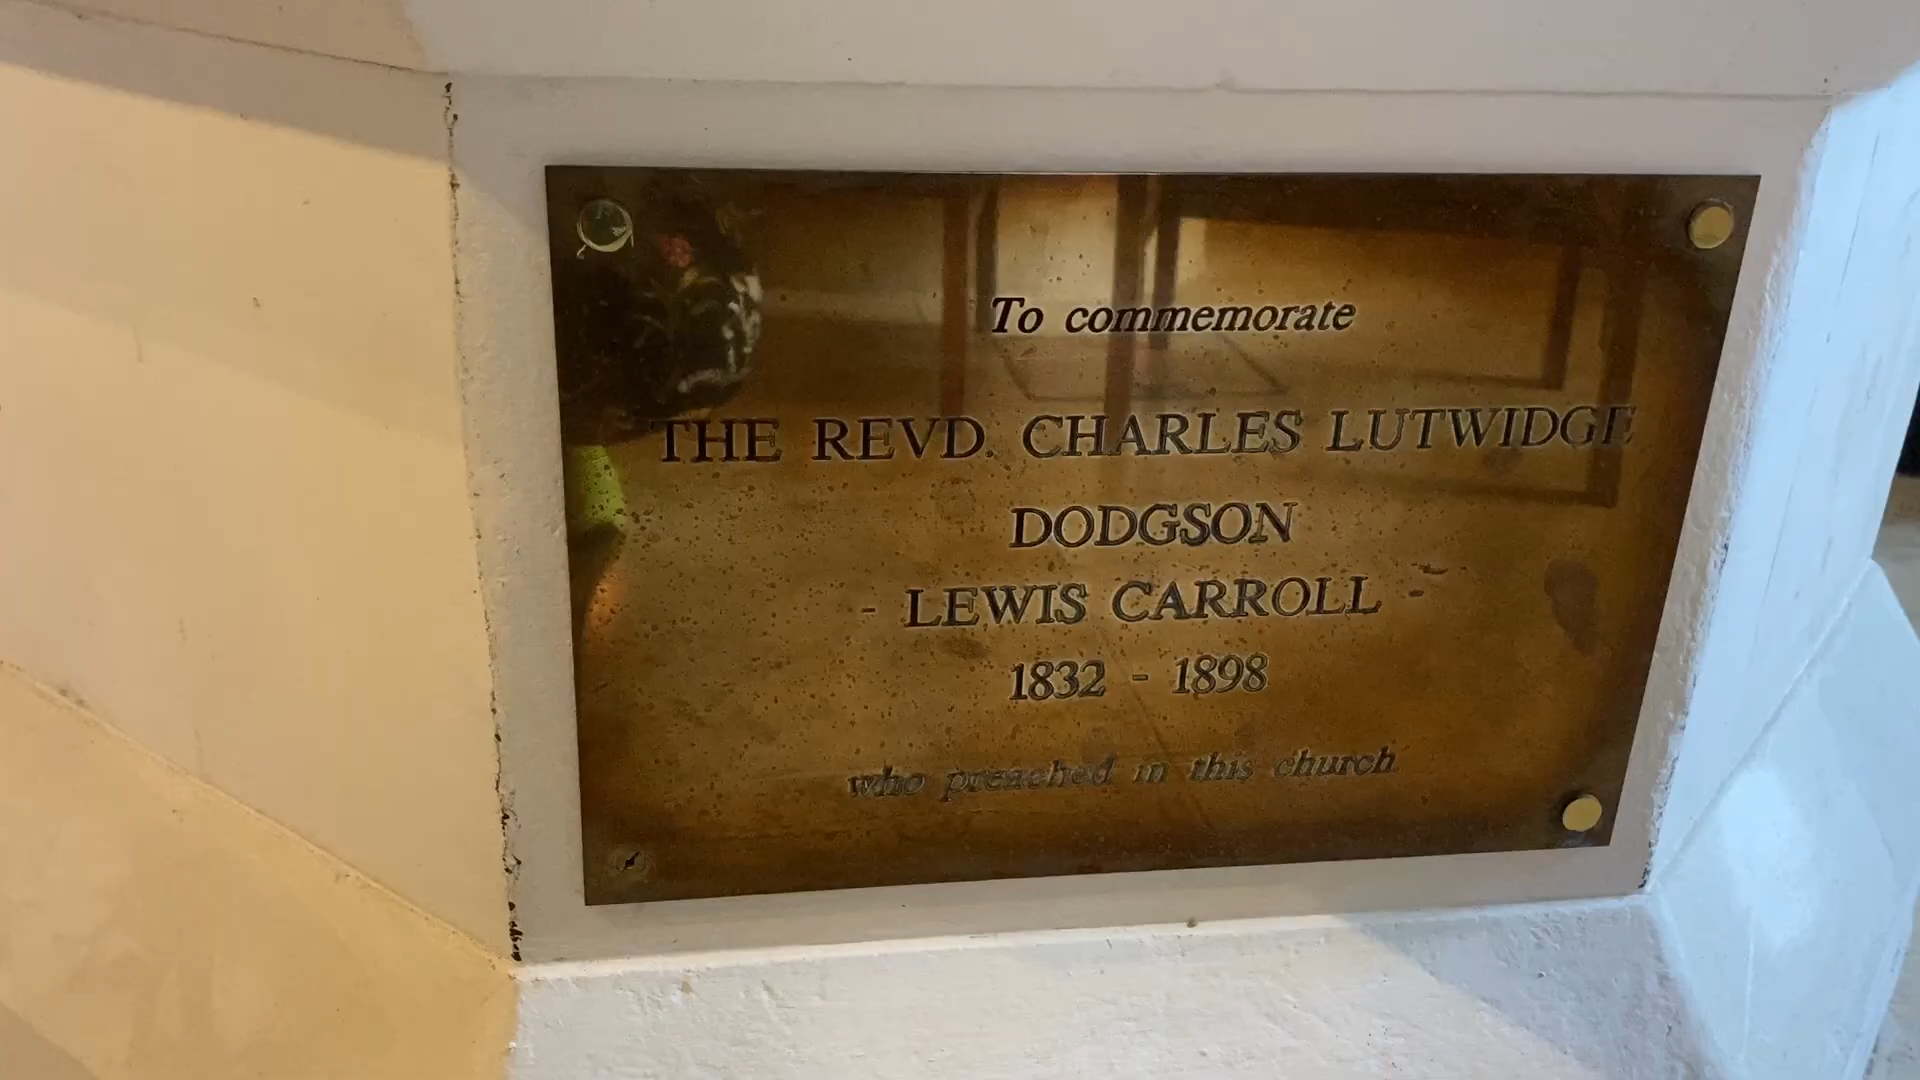 To commemorate
THE REVD. CHARLES LUTWIDGE
DODGSON
- LEWIS CARROLL -
1832 - 1898
who preached in this church